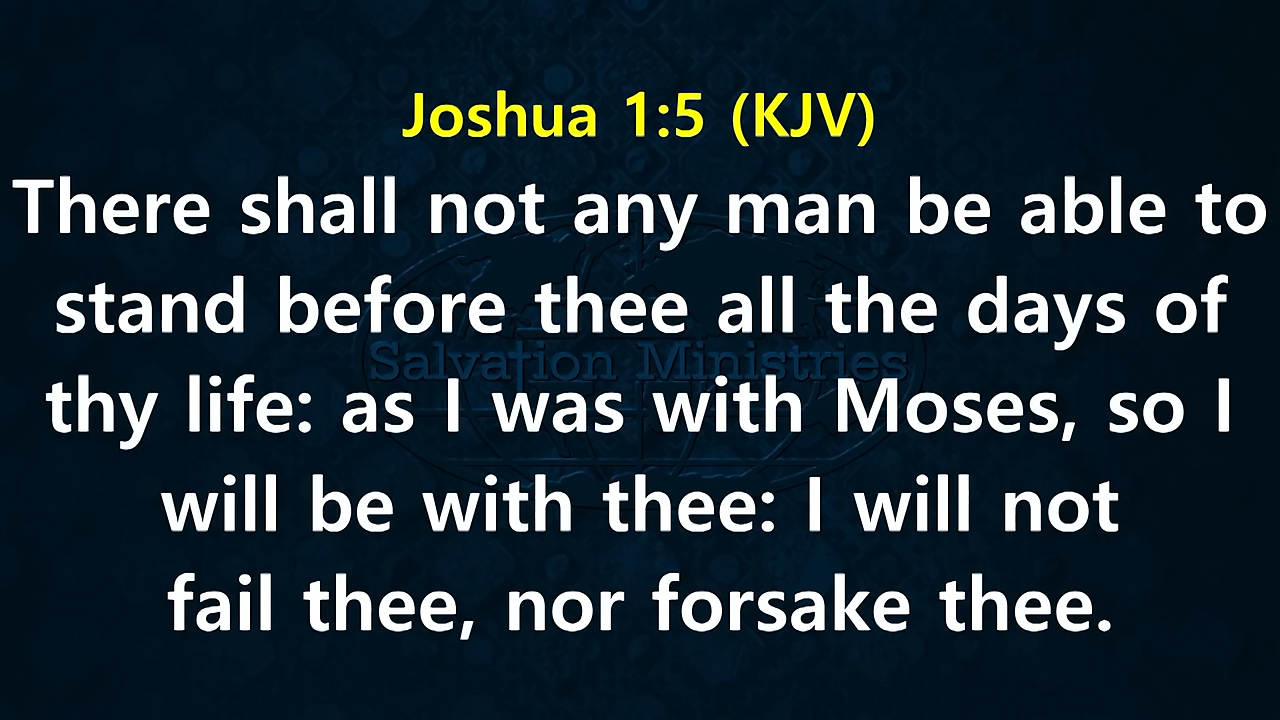 Joshua 1:5 (KJV)
There shall not any man be able to
stand before thee all the days of
Salvation Ministries
thy life: as I was with Moses, so I
will be with thee: I will not
fail thee, nor forsake thee.